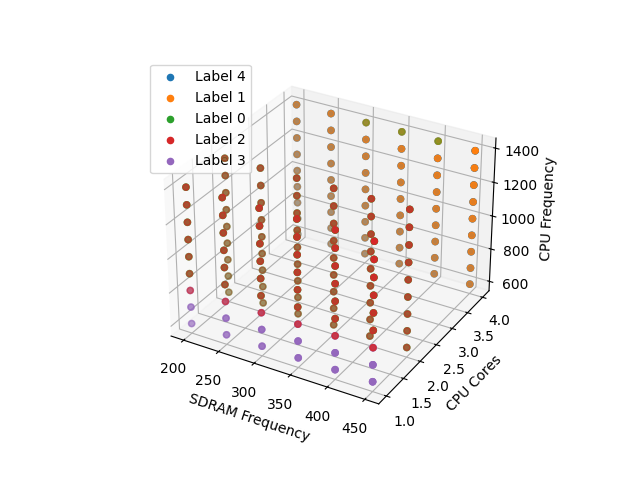 Label 4
Label 1
Label 0
Label 2
Label 3
1400
1200
1000
800
600
CPU Frequency
4.0
3.5
3.0
2.5
2.0
1.5
1.0
CPU Cores
200
250
300
350
400
450
SDRAM Frequency